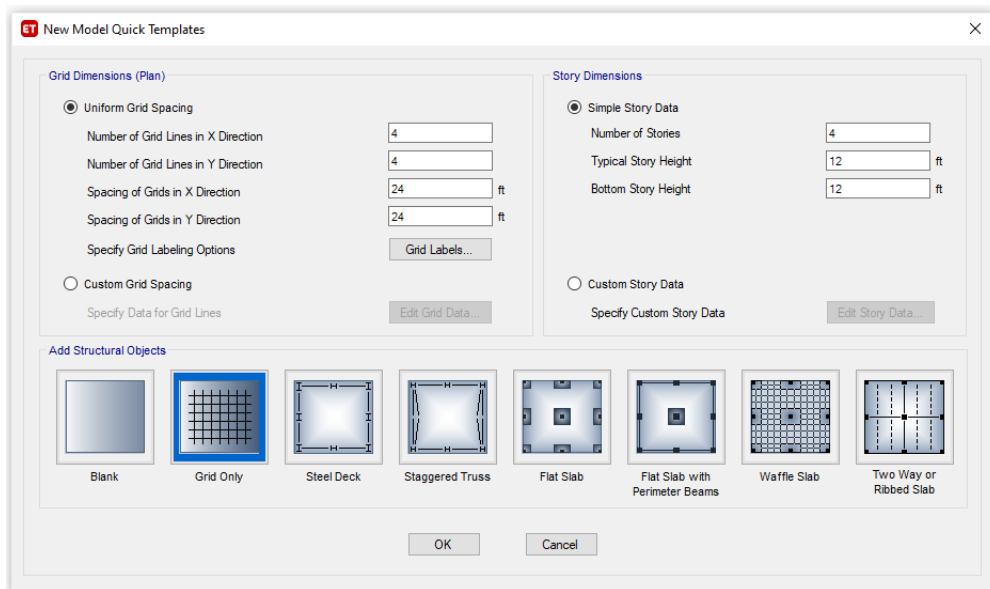 ET New Model Quick Templates
Grid Dimensions (Plan)
Uniform Grid Spacing
Number of Grid Lines in X Direction 4
Number of Grid Lines in Y Direction 4
Spacing of Grids in X Direction 24 ft
Spacing of Grids in Y Direction 24 ft
Specify Grid Labeling Options Grid Labels...
Custom Grid Spacing
Specify Data for Grid Lines Edit Grid Data...
Story Dimensions
Simple Story Data
Number of Stories 4
Typical Story Height 12 ft
Bottom Story Height 12 ft
Custom Story Data
Specify Custom Story Data Edit Story Data...
Add Structural Objects
Blank
Grid Only
Steel Deck
Staggered Truss
Flat Slab
Flat Slab with
Perimeter Beams
Waffle Slab
Two Way or
Ribbed Slab
OK Cancel